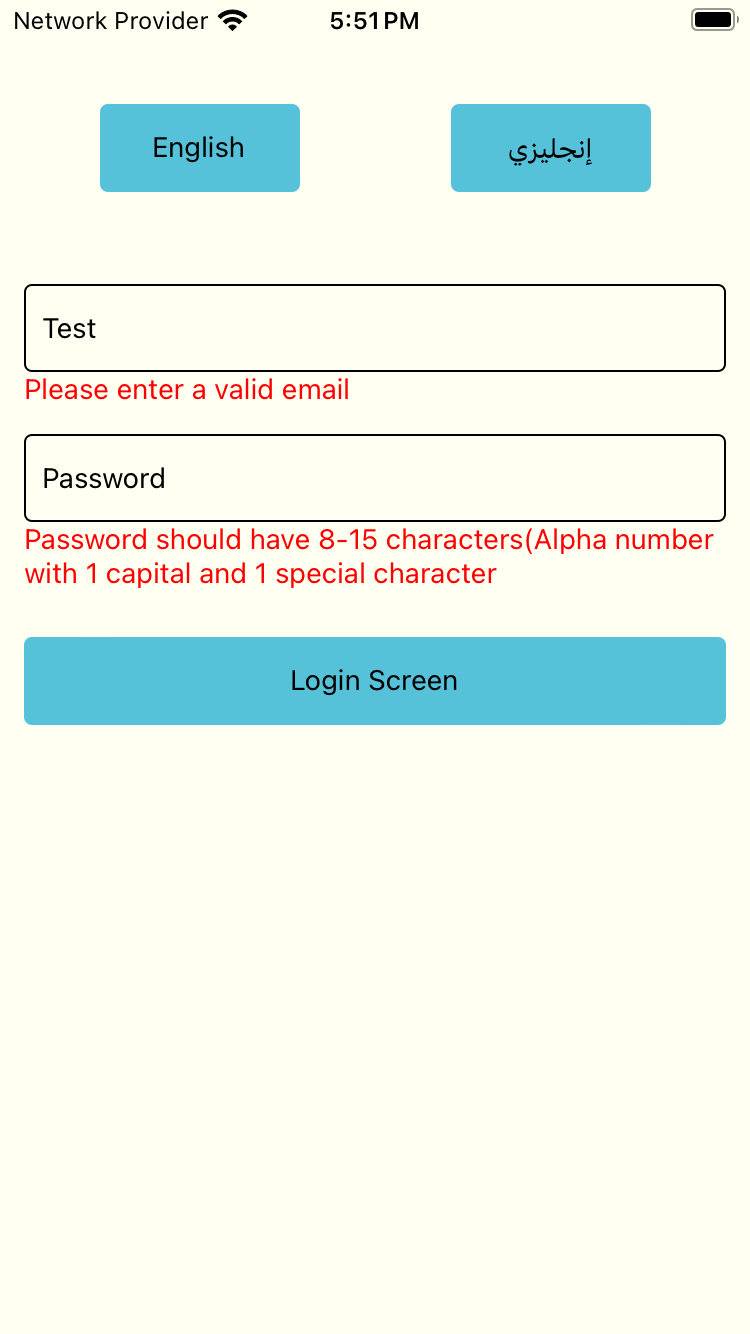 Network Provider 5:51 PM
English إنجليزي
Test
Please enter a valid email
Password
Password should have 8-15 characters(Alpha number
with 1 capital and 1 special character
Login Screen